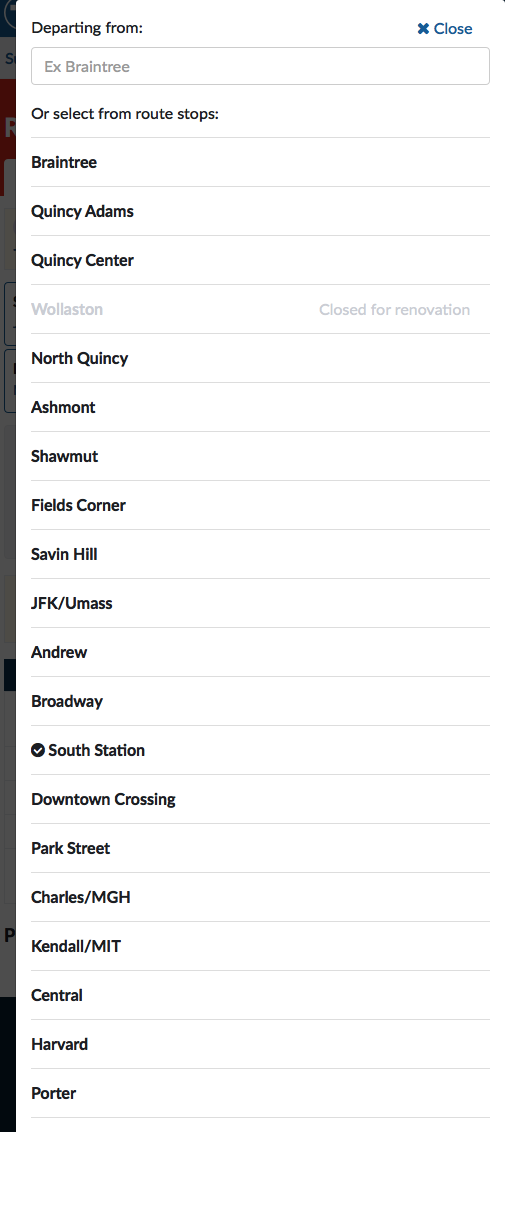 Departing from:
✖ Close
Ex Braintree
Or select from route stops:
Braintree
Quincy Adams
Quincy Center
Wollaston Closed for renovation
North Quincy
Ashmont
Shawmut
Fields Corner
Savin Hill
JFK/Umass
Andrew
Broadway
South Station
Downtown Crossing
Park Street
Charles/MGH
Kendall/MIT
Central
Harvard
Porter